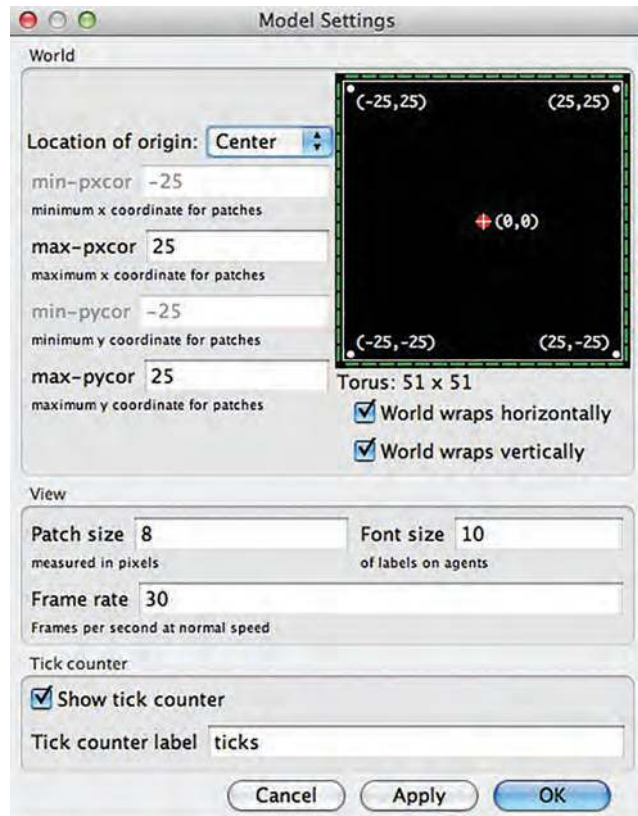 Model Settings
World
Location of origin: Center
min-pxcor -25
minimum x coordinate for patches
max-pxcor 25
maximum x coordinate for patches
min-pycor -25
minimum y coordinate for patches
max-pycor 25
maximum y coordinate for patches
(-25,25) (25,25)
(0,0)
(-25,-25) (25,-25)
Torus: 51 x 51
World wraps horizontally
World wraps vertically
View
Patch size 8
measured in pixels
Font size 10
of labels on agents
Frame rate 30
Frames per second at normal speed
Tick counter
Show tick counter
Tick counter label ticks
Cancel Apply OK